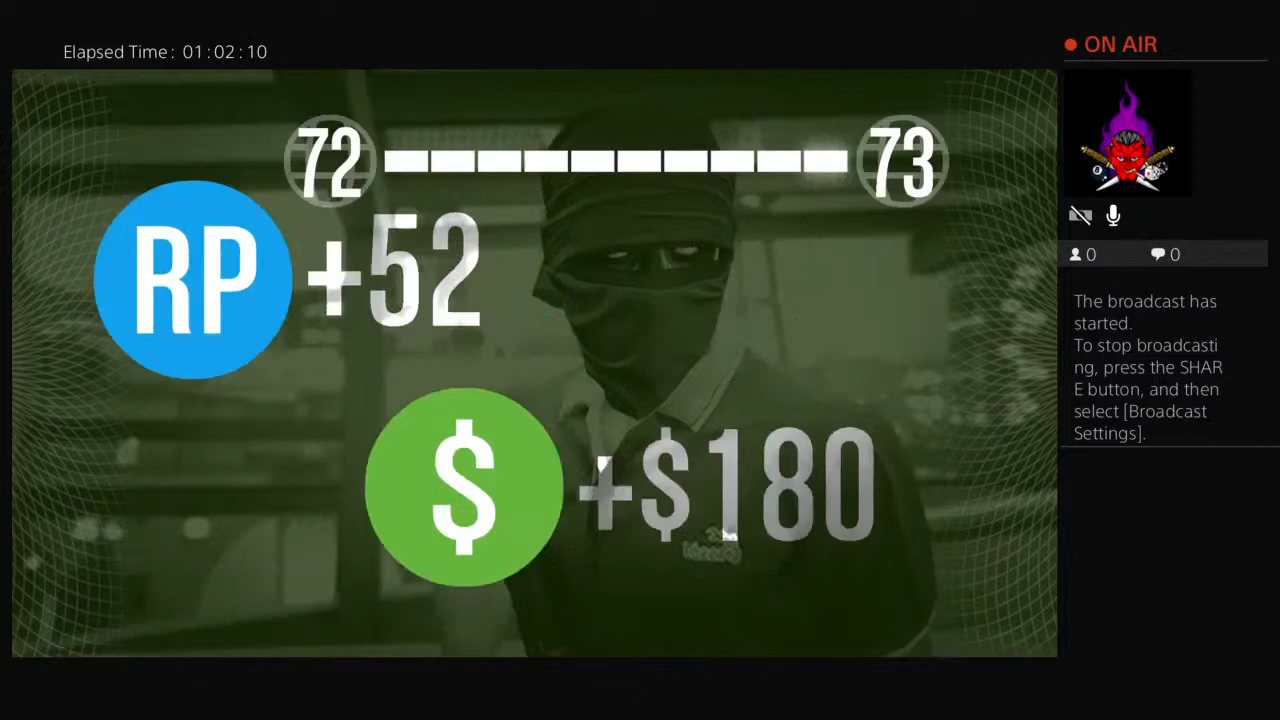 Elapsed Time: 01:02:10
ON AIR
72
73
RP +52
$ +$180
0
0
The broadcast has
started.
To stop broadcasti
ng, press the SHAR
E button, and then
select [Broadcast
Settings].